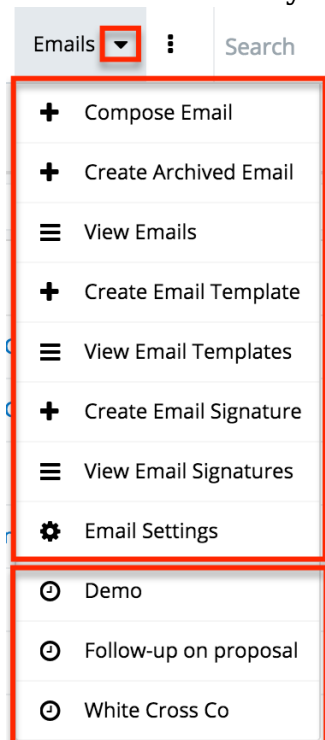 Emails Search
Compose Email
Create Archived Email
View Emails
Create Email Template
View Email Templates
Create Email Signature
View Email Signatures
Email Settings
Demo
Follow-up on proposal
White Cross Co